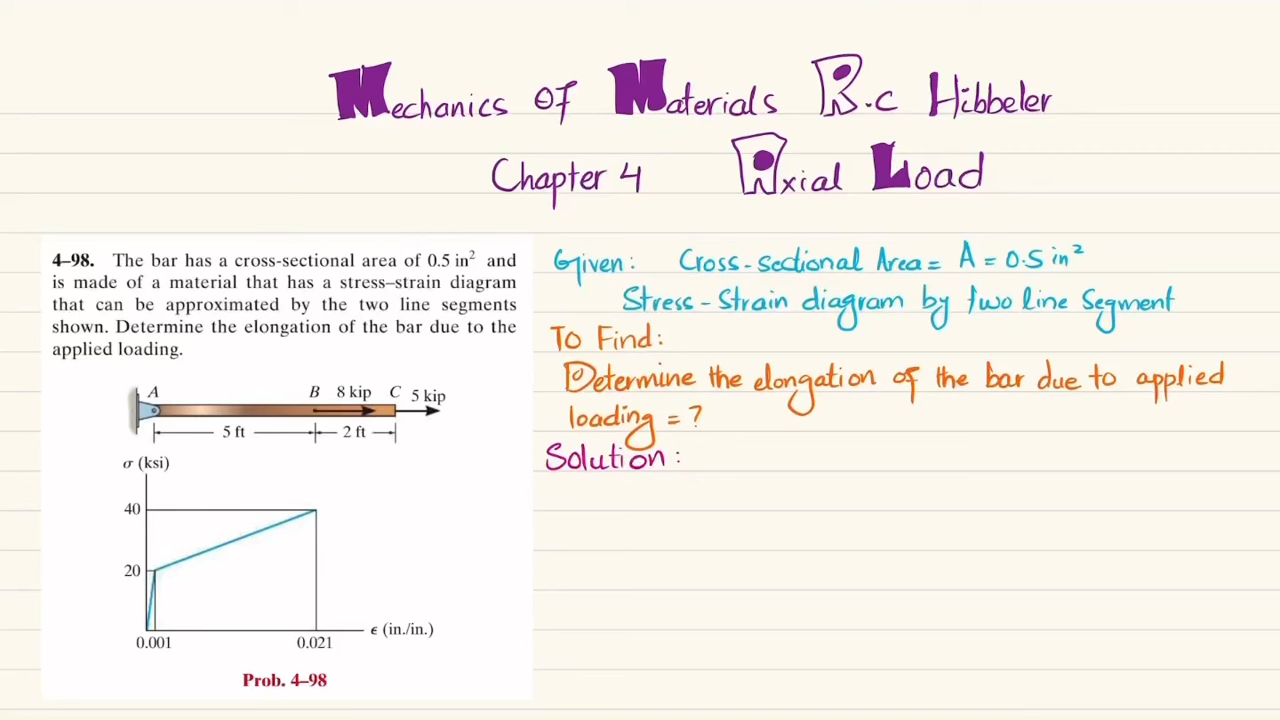 Mechanics Of Materials R.c Hibbeler
Chapter 4 Axial Load
4–98. The bar has a cross-sectional area of 0.5 in² and
is made of a material that has a stress–strain diagram
that can be approximated by the two line segments
shown. Determine the elongation of the bar due to the
applied loading.
A B 8 kip C 5 kip
5 ft 2 ft
σ (ksi)
40
20
ϵ (in./in.)
0.001 0.021
Prob. 4–98
Given: Cross-sectional Area = A = 0.5 in²
Stress-Strain diagram by two line Segment
To Find:
Determine the elongation of the bar due to applied
loading = ?
Solution: